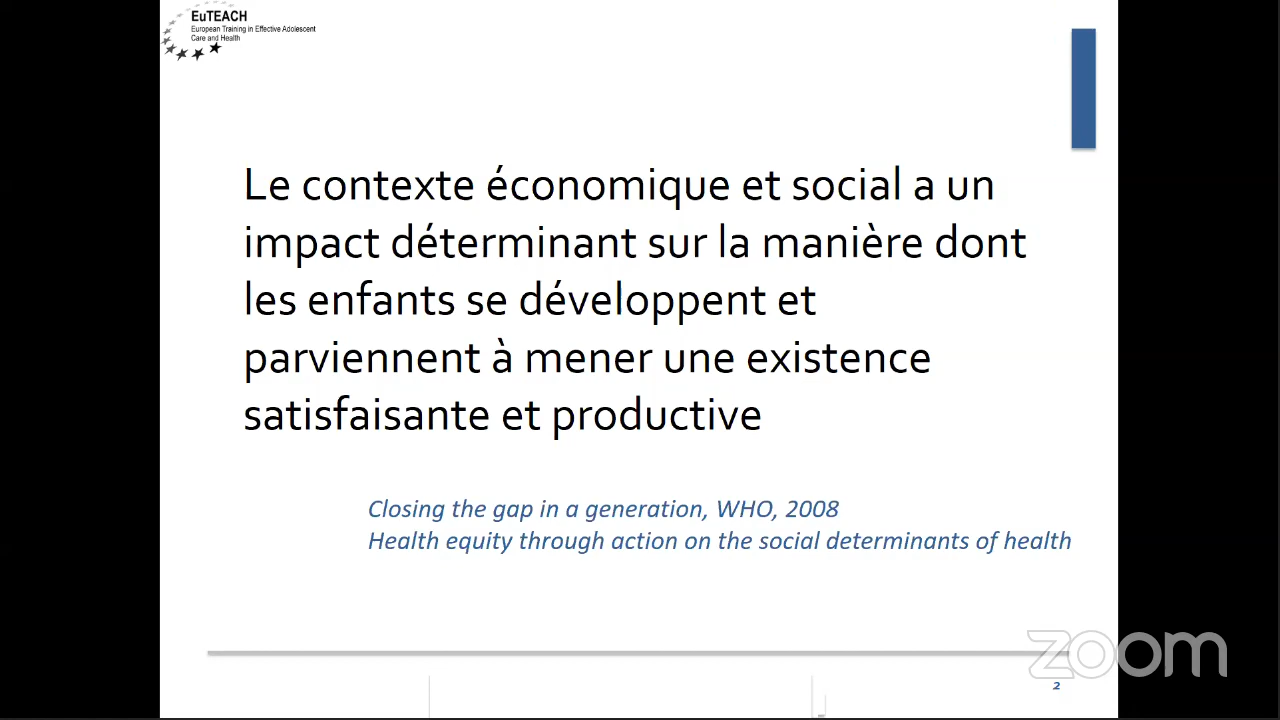 EuTEACH
European Training in Effective Adolescent
Care and Health
Le contexte économique et social a un
impact déterminant sur la manière dont
les enfants se développent et
parviennent à mener une existence
satisfaisante et productive
Closing the gap in a generation, WHO, 2008
Health equity through action on the social determinants of health
zoom
2